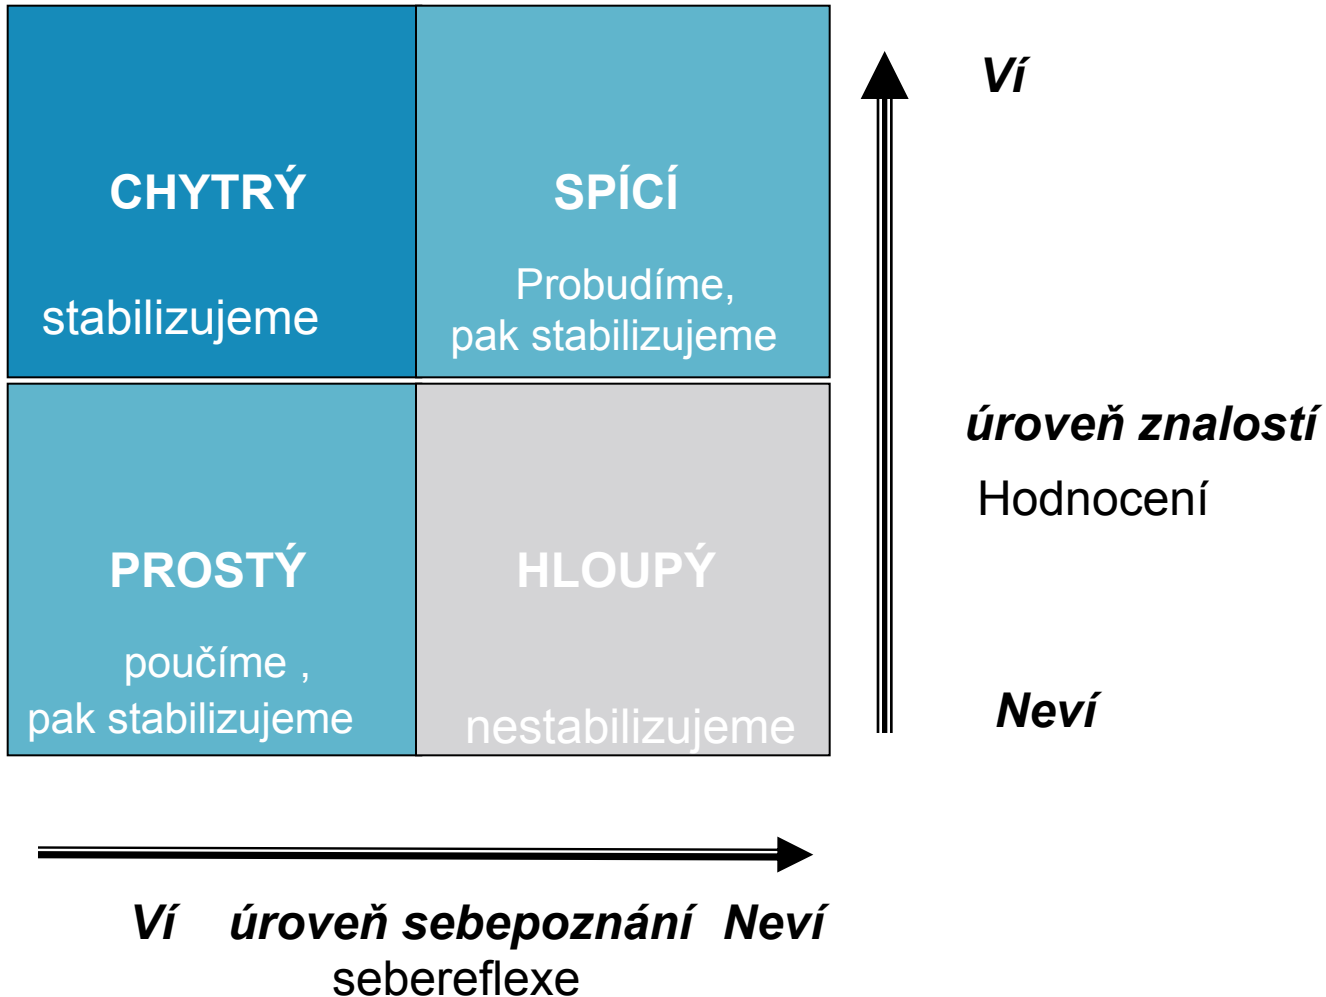 CHYTRÝ
stabilizujeme
SPÍCÍ
Probudíme,
pak stabilizujeme
PROSTÝ
poučíme ,
pak stabilizujeme
HLOUPÝ
nestabilizujeme
Ví
úroveň znalostí
Hodnocení
Neví
Ví úroveň sebepoznání Neví
sebereflexe